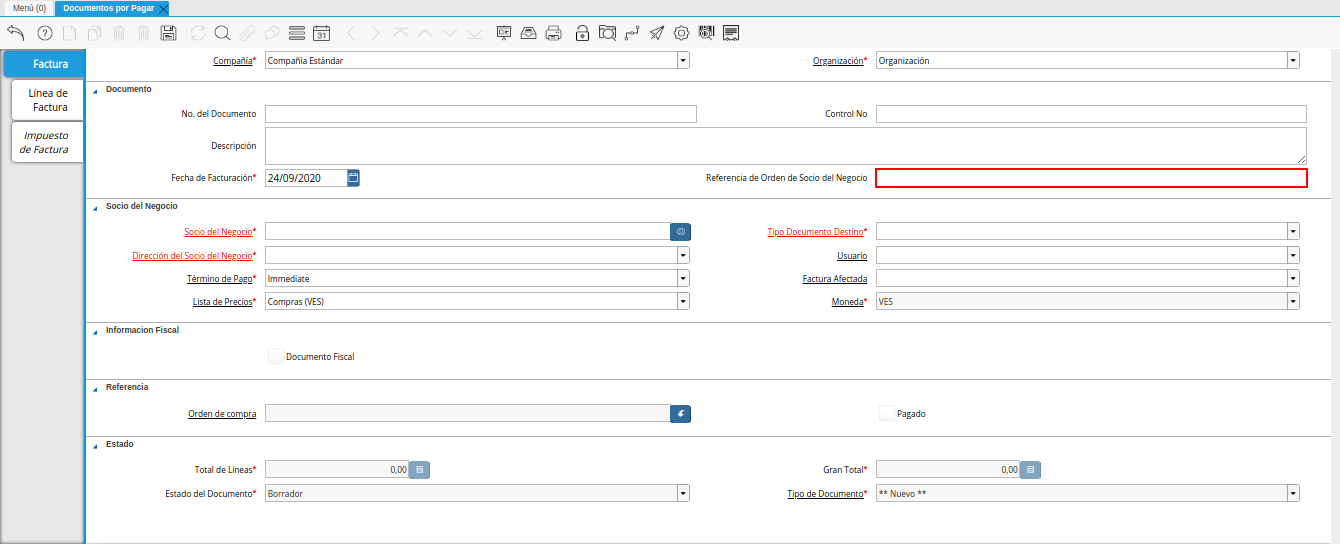 Menú (0) Documentos por Pagar
31
Factura
Línea de
Factura
Impuesto
de Factura
Compañía* Compañía Estándar Organización* Organización
Documento
No. del Documento Control No
Descripción
Fecha de Facturación* 24/09/2020 Referencia de Orden de Socio del Negocio
Socio del Negocio
Socio del Negocio* Tipo Documento Destino*
Dirección del Socio del Negocio* Usuario
Término de Pago* Immediate Factura Afectada
Lista de Precios* Compras (VES) Moneda* VES
Informacion Fiscal
Documento Fiscal
Referencia
Orden de compra Pagado
Estado
Total de Líneas* 0,00 Gran Total* 0,00
Estado del Documento* Borrador Tipo de Documento* ** Nuevo **